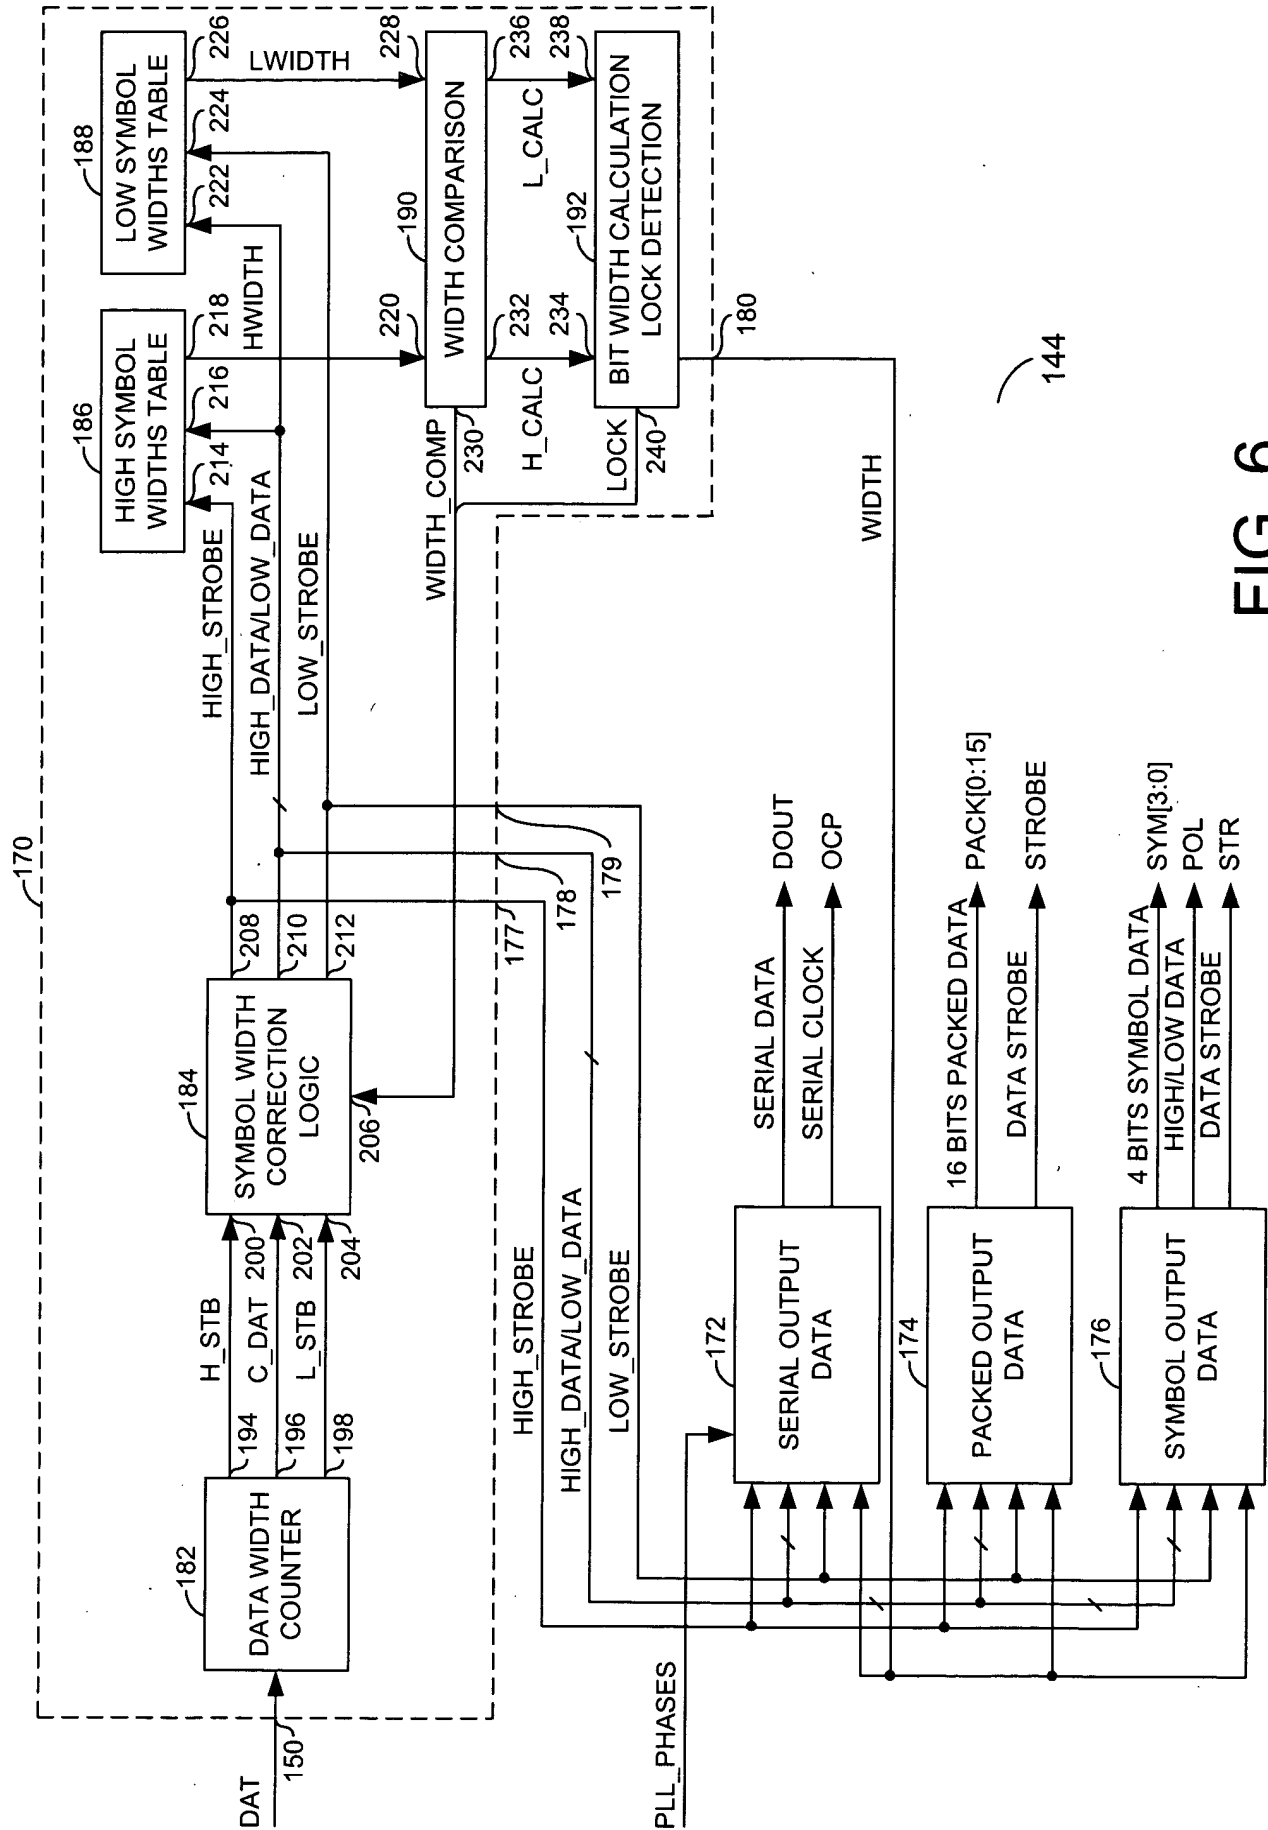 170
DAT
150
182
DATA WIDTH
COUNTER
194
196
198
H_STB
C_DAT
L_STB
200
202
204
184
SYMBOL WIDTH
CORRECTION
LOGIC
206
208
210
212
177
178
179
HIGH_STROBE
HIGH_DATA/LOW_DATA
LOW_STROBE
186
HIGH SYMBOL
WIDTHS TABLE
214
216
218
HWIDTH
188
LOW SYMBOL
WIDTHS TABLE
222
224
226
LWIDTH
220
228
190
WIDTH COMPARISON
WIDTH_COMP
230
232
236
H_CALC
L_CALC
234
238
192
BIT WIDTH CALCULATION
LOCK DETECTION
LOCK
240
180
WIDTH
144
HIGH_STROBE
HIGH_DATA/LOW_DATA
LOW_STROBE
PLL_PHASES
172
SERIAL OUTPUT
DATA
SERIAL DATA
DOUT
SERIAL CLOCK
OCP
174
PACKED OUTPUT
DATA
16 BITS PACKED DATA
PACK[0:15]
DATA STROBE
STROBE
176
SYMBOL OUTPUT
DATA
4 BITS SYMBOL DATA
SYM[3:0]
HIGH/LOW DATA
POL
DATA STROBE
STR
FIG. 6